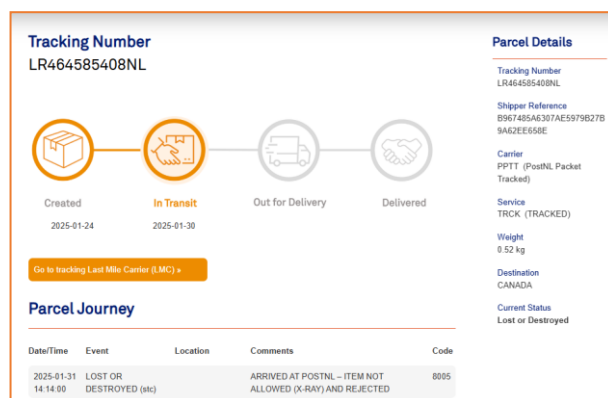 Tracking Number
LR464585408NL
Created
In Transit
Out for Delivery
Delivered
2025-01-24
2025-01-30
Go to tracking Last Mile Carrier (LMC) »
Parcel Journey
Date/Time Event Location Comments Code
2025-01-31 LOST OR ARRIVED AT POSTNL – ITEM NOT 8005
14:14:00 DESTROYED (stc) ALLOWED (X-RAY) AND REJECTED
Parcel Details
Tracking Number
LR464585408NL
Shipper Reference
B967485A6307AE5979B27B
9A62EE658E
Carrier
PPTT (PostNL Packet
Tracked)
Service
TRCK (TRACKED)
Weight
0.52 kg
Destination
CANADA
Current Status
Lost or Destroyed